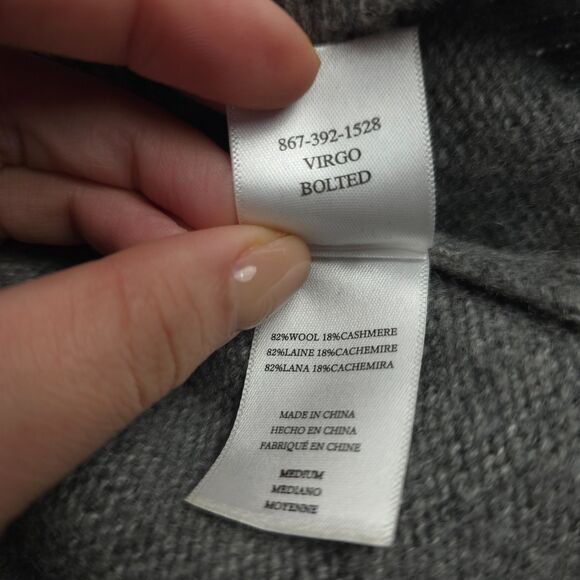 867-392-1528
VIRGO
BOLTED
82%WOOL 18%CASHMERE
82%LAINE 18%CACHEMIRE
82%LANA 18%CACHEMIRA
MADE IN CHINA
HECHO EN CHINA
FABRIQUÉ EN CHINE
MEDIUM
MEDIANO
MOYENNE